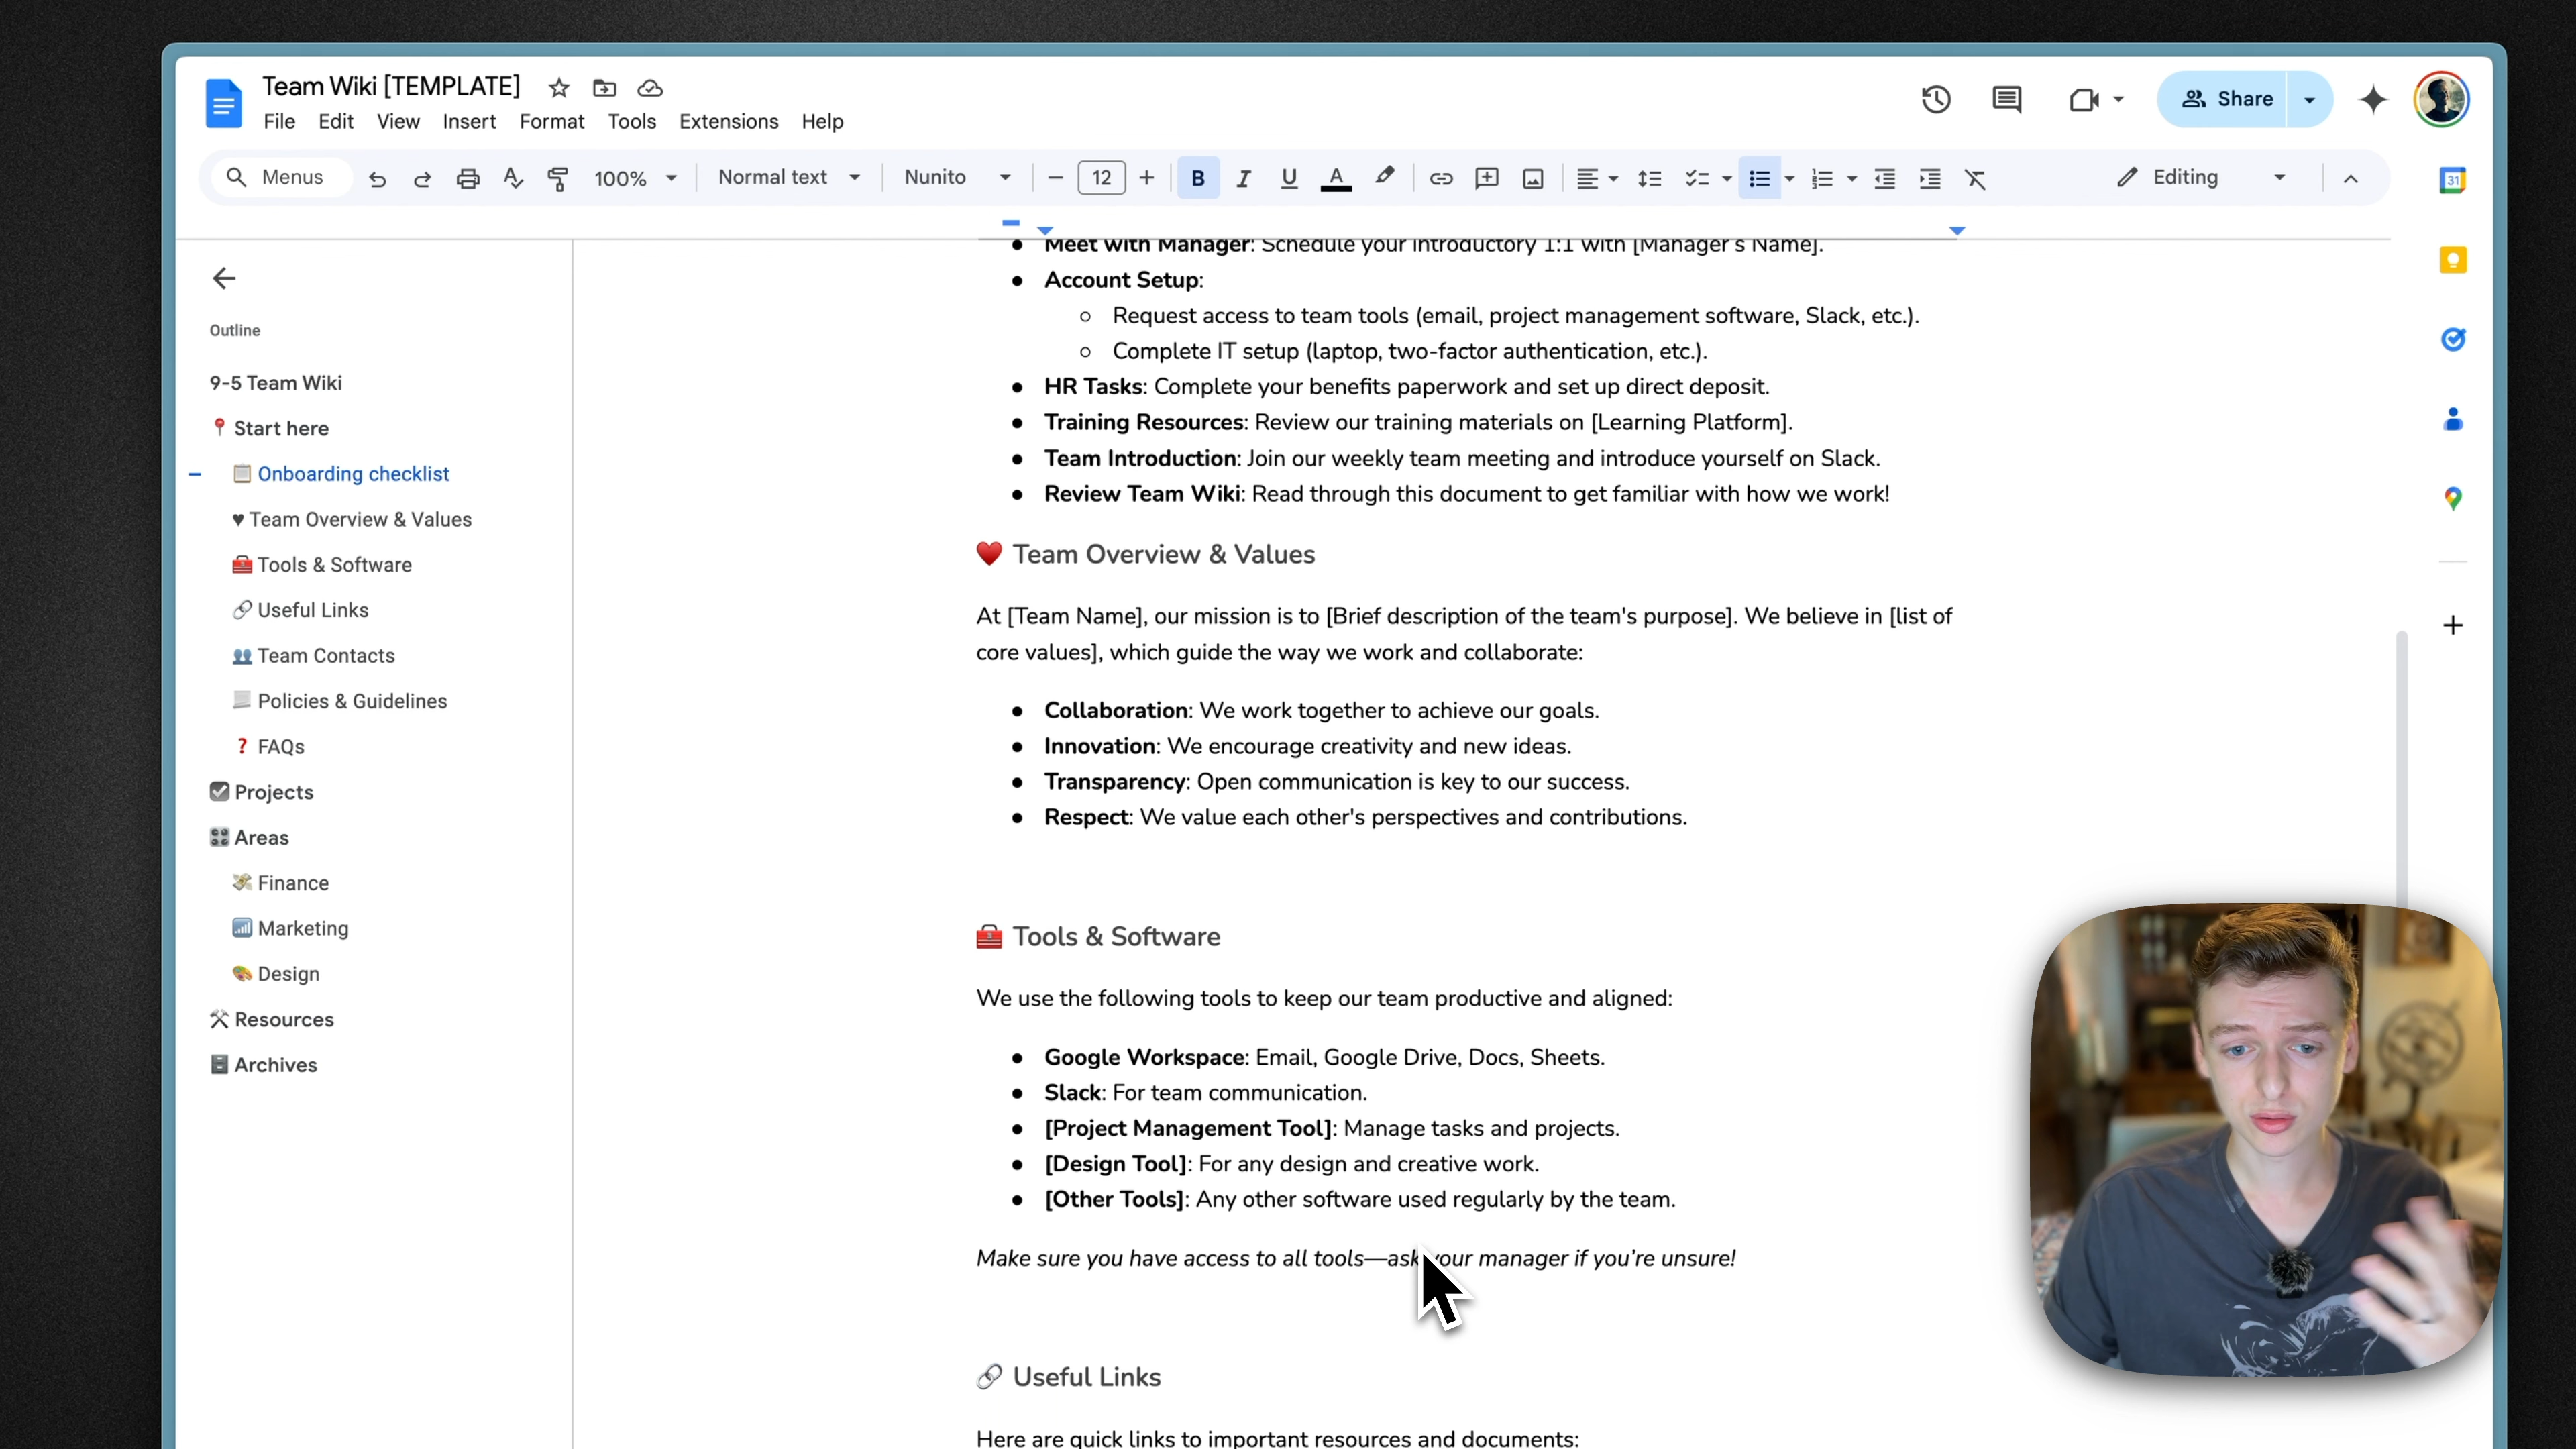 Team Wiki [TEMPLATE]
File Edit View Insert Format Tools Extensions Help
Share
Menus 100% Normal text Nunito 12 B I U A Editing
31
Outline
9-5 Team Wiki
Start here
Onboarding checklist
Team Overview & Values
Tools & Software
Useful Links
Team Contacts
Policies & Guidelines
FAQs
Projects
Areas
Finance
Marketing
Design
Resources
Archives
Meet with Manager: Schedule your introductory 1:1 with [Manager's Name].
Account Setup:
Request access to team tools (email, project management software, Slack, etc.).
Complete IT setup (laptop, two-factor authentication, etc.).
HR Tasks: Complete your benefits paperwork and set up direct deposit.
Training Resources: Review our training materials on [Learning Platform].
Team Introduction: Join our weekly team meeting and introduce yourself on Slack.
Review Team Wiki: Read through this document to get familiar with how we work!
Team Overview & Values
At [Team Name], our mission is to [Brief description of the team's purpose]. We believe in [list of
core values], which guide the way we work and collaborate:
Collaboration: We work together to achieve our goals.
Innovation: We encourage creativity and new ideas.
Transparency: Open communication is key to our success.
Respect: We value each other's perspectives and contributions.
Tools & Software
We use the following tools to keep our team productive and aligned:
Google Workspace: Email, Google Drive, Docs, Sheets.
Slack: For team communication.
[Project Management Tool]: Manage tasks and projects.
[Design Tool]: For any design and creative work.
[Other Tools]: Any other software used regularly by the team.
Make sure you have access to all tools—ask your manager if you're unsure!
Useful Links
Here are quick links to important resources and documents: